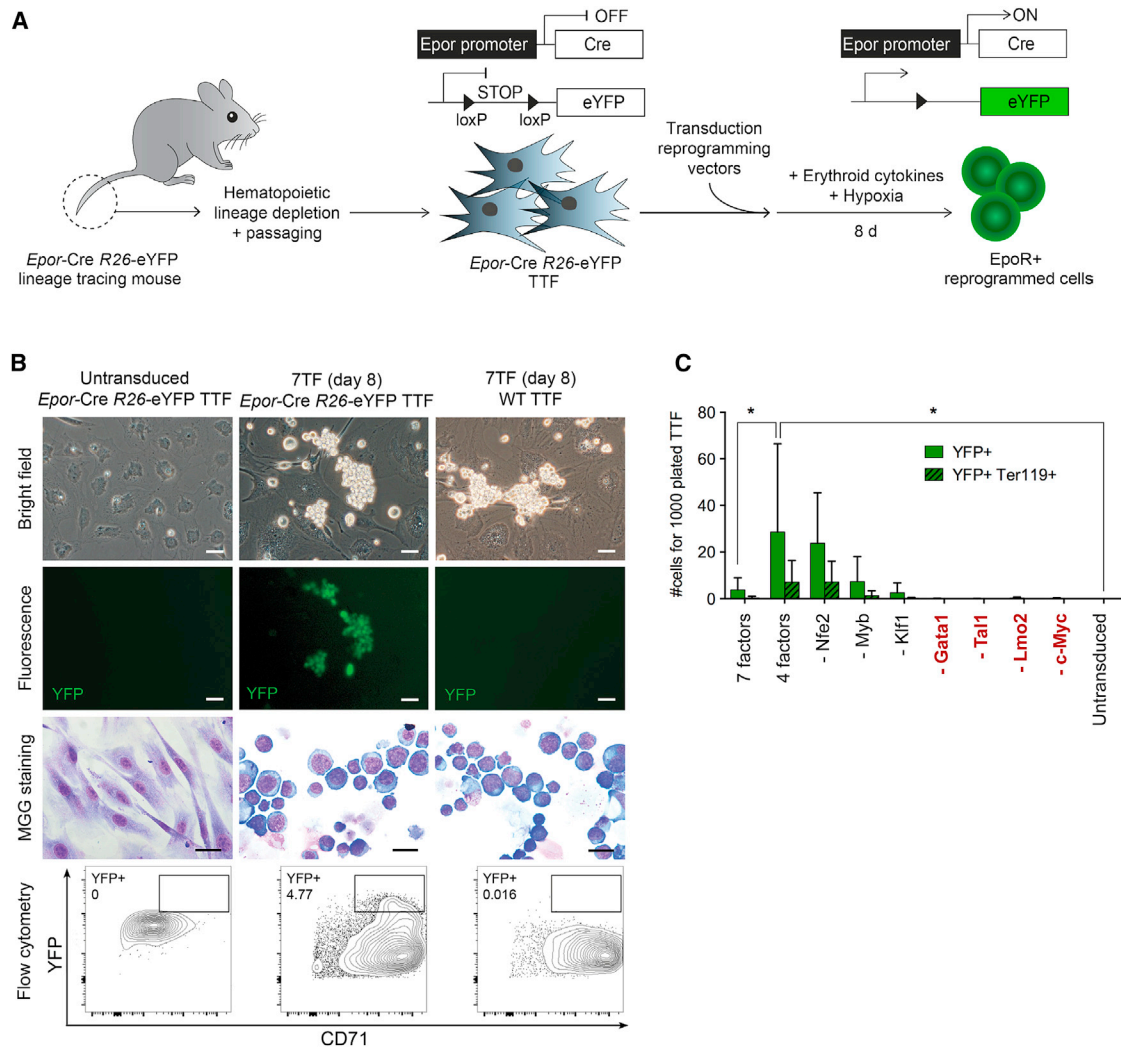 A
Epor promoter
OFF
Cre
STOP
loxP
loxP
eYFP
Epor promoter
ON
Cre
eYFP
Hematopoietic
lineage depletion
+ passaging
Transduction
reprogramming
vectors
+ Erythroid cytokines
+ Hypoxia
8 d
Epor-Cre R26-eYFP
lineage tracing mouse
Epor-Cre R26-eYFP
TTF
EpoR+
reprogrammed cells
B
Untransduced
Epor-Cre R26-eYFP TTF
7TF (day 8)
Epor-Cre R26-eYFP TTF
7TF (day 8)
WT TTF
Bright field
Fluorescence
YFP
YFP
YFP
MGG staining
Flow cytometry
YFP
YFP+
0
YFP+
4.77
YFP+
0.016
CD71
C
#cells for 1000 plated TTF
80
60
40
20
0
*
*
YFP+
YFP+ Ter119+
7 factors
4 factors
- Nfe2
- Myb
- Klf1
- Gata1
- Tal1
- Lmo2
- c-Myc
Untransduced